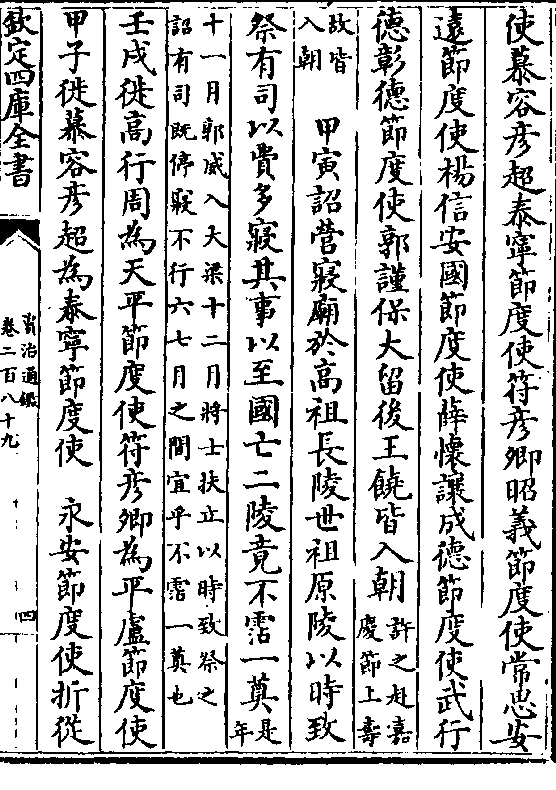 使慕容彦超泰寧節度使符彦卿昭義節度使常思安
遠節度使楊信安國節度使薛懷讓成德節度使武行
德彰德節度使郭謹保大留後王饒皆入朝許之赴嘉
慶節上壽
故皆
入朝　甲寅詔營寢廟於高祖長陵世祖原陵以時致
祭有司以費多寢其事以至國亡二陵竟不霑一奠是
年
十一月郭威入大梁十二月將士扶立以時致祭之
詔有司既停寢不行六七月之間宜乎不霑一奠也
壬戌徙高行周為天平節度使符彦卿為平盧節度使
甲子徙慕容彦超為泰寧節度使　永安節度使折從
欽定四庫全書
資治通鑑
卷二百八十九
四